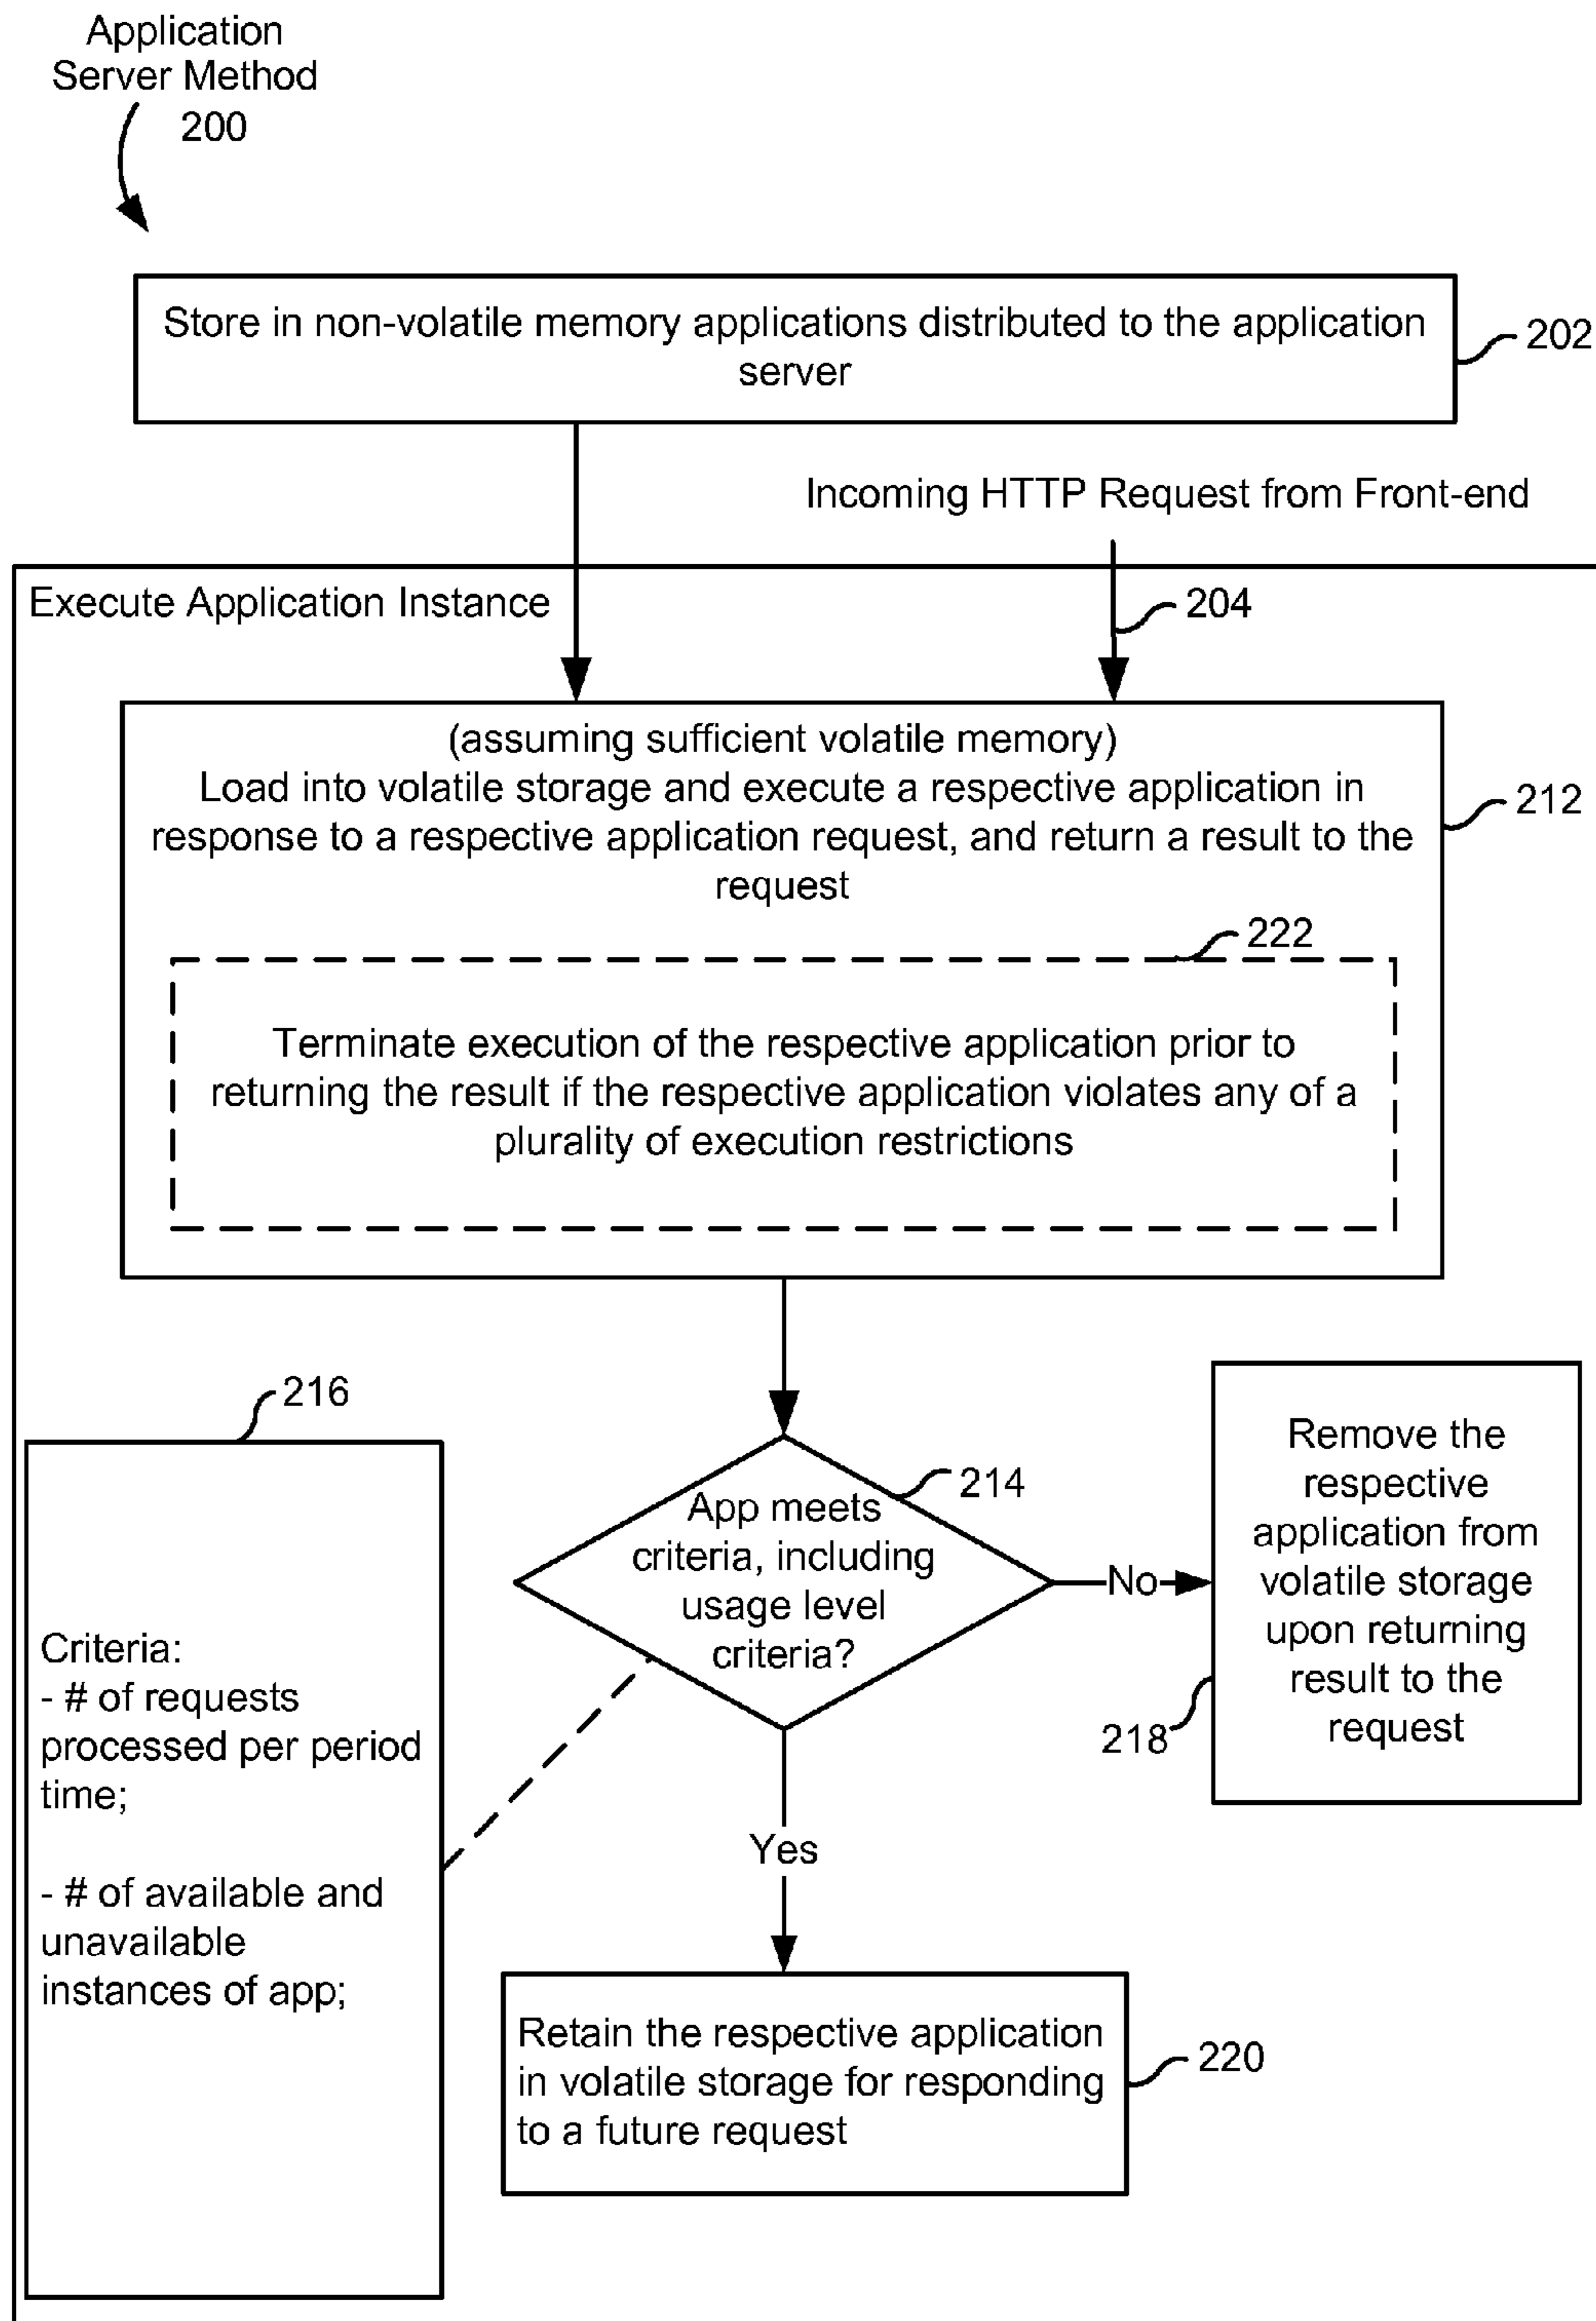 Application
Server Method
200
Store in non-volatile memory applications distributed to the application
server
202
Incoming HTTP Request from Front-end
Execute Application Instance
204
(assuming sufficient volatile memory)
Load into volatile storage and execute a respective application in
response to a respective application request, and return a result to the
request
212
222
Terminate execution of the respective application prior to
returning the result if the respective application violates any of a
plurality of execution restrictions
216
Criteria:
- # of requests
processed per period
time;
- # of available and
unavailable
instances of app;
214
App meets
criteria, including
usage level
criteria?
No
Remove the
respective
application from
volatile storage
upon returning
result to the
request
218
Yes
Retain the respective application
in volatile storage for responding
to a future request
220